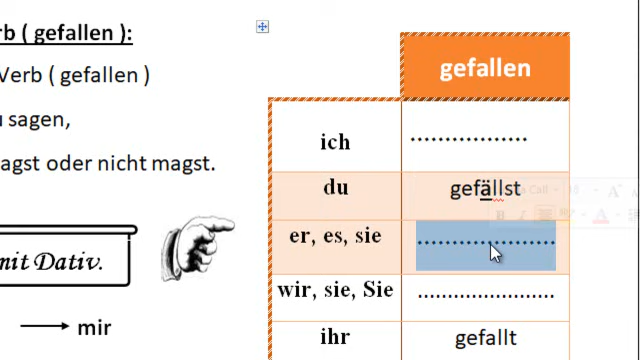 rb ( gefallen ):
Verb ( gefallen )
u sagen,
agst oder nicht magst.
mit Dativ.
mir
gefallen
ich ..................
du gefällst
er, es, sie ........................
wir, sie, Sie ........................
ihr gefallt